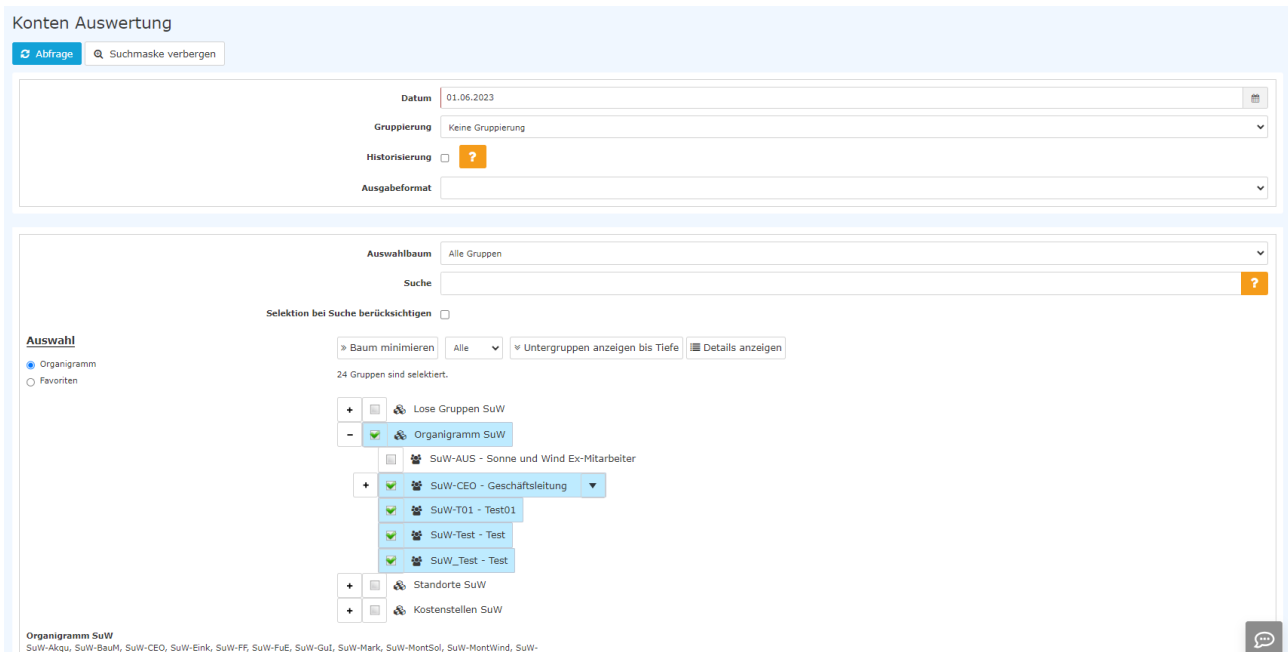 Konten Auswertung
Abfrage Suchmaske verbergen
Datum 01.06.2023
Gruppierung Keine Gruppierung
Historisierung ?
Ausgabeformat
Auswahlbaum Alle Gruppen
Suche ?
Selektion bei Suche berücksichtigen
Auswahl
» Baum minimieren Alle Untergruppen anzeigen bis Tiefe Details anzeigen
Organigramm
24 Gruppen sind selektiert.
Favoriten
+ Lose Gruppen SuW
- Organigramm SuW
SuW-AUS - Sonne und Wind Ex-Mitarbeiter
+ SuW-CEO - Geschäftsleitung
SuW-T01 - Test01
SuW-Test - Test
SuW_Test - Test
+ Standorte SuW
+ Kostenstellen SuW
Organigramm SuW
SuW-Akqu, SuW-BauM, SuW-CEO, SuW-Eink, SuW-FF, SuW-FuE, SuW-GuI, SuW-Mark, SuW-MontSol, SuW-MontWind, SuW-